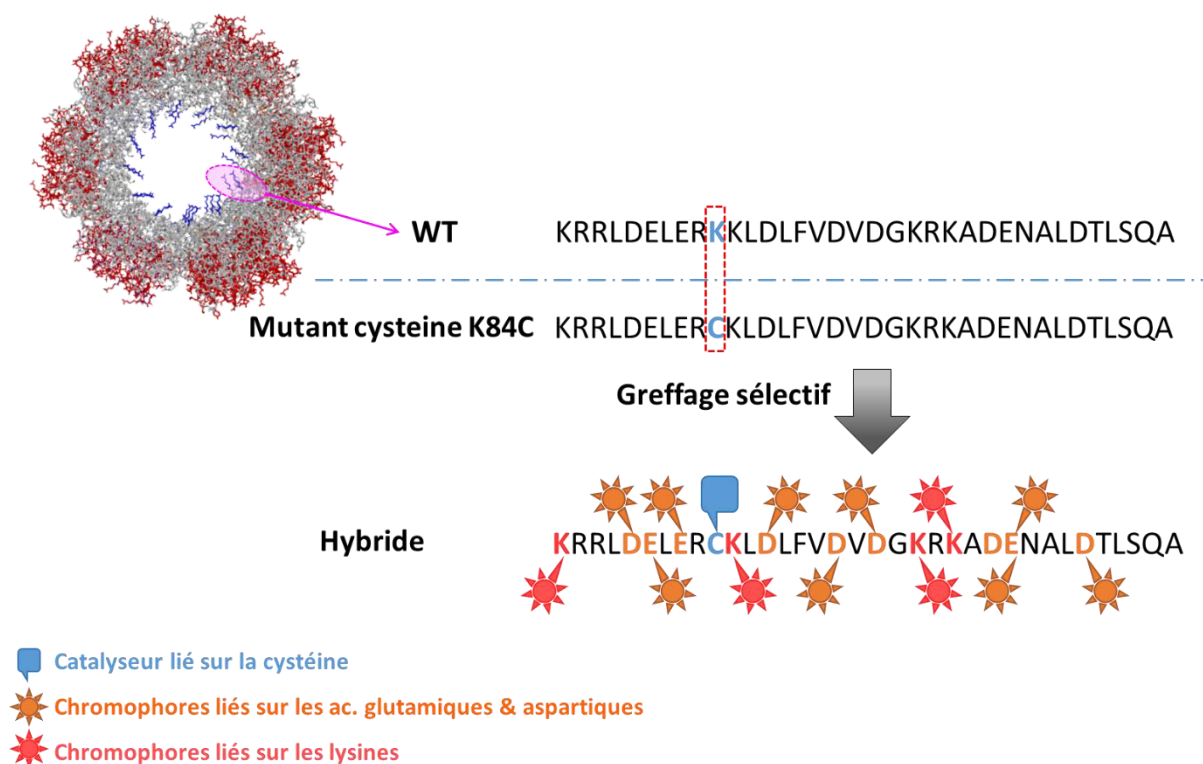 WT KRRLDELERKKLDLFVDVDGKRKADENALDTLSQA
Mutant cysteine K84C KRRLDELERCKLDLFVDVDGKRKADENALDTLSQA
Greffage sélectif
Hybride KRRLDELERCKLDLFVDVDGKRKADENALDTLSQA
Catalyseur lié sur la cystéine
Chromophores liés sur les ac. glutamiques & aspartiques
Chromophores liés sur les lysines